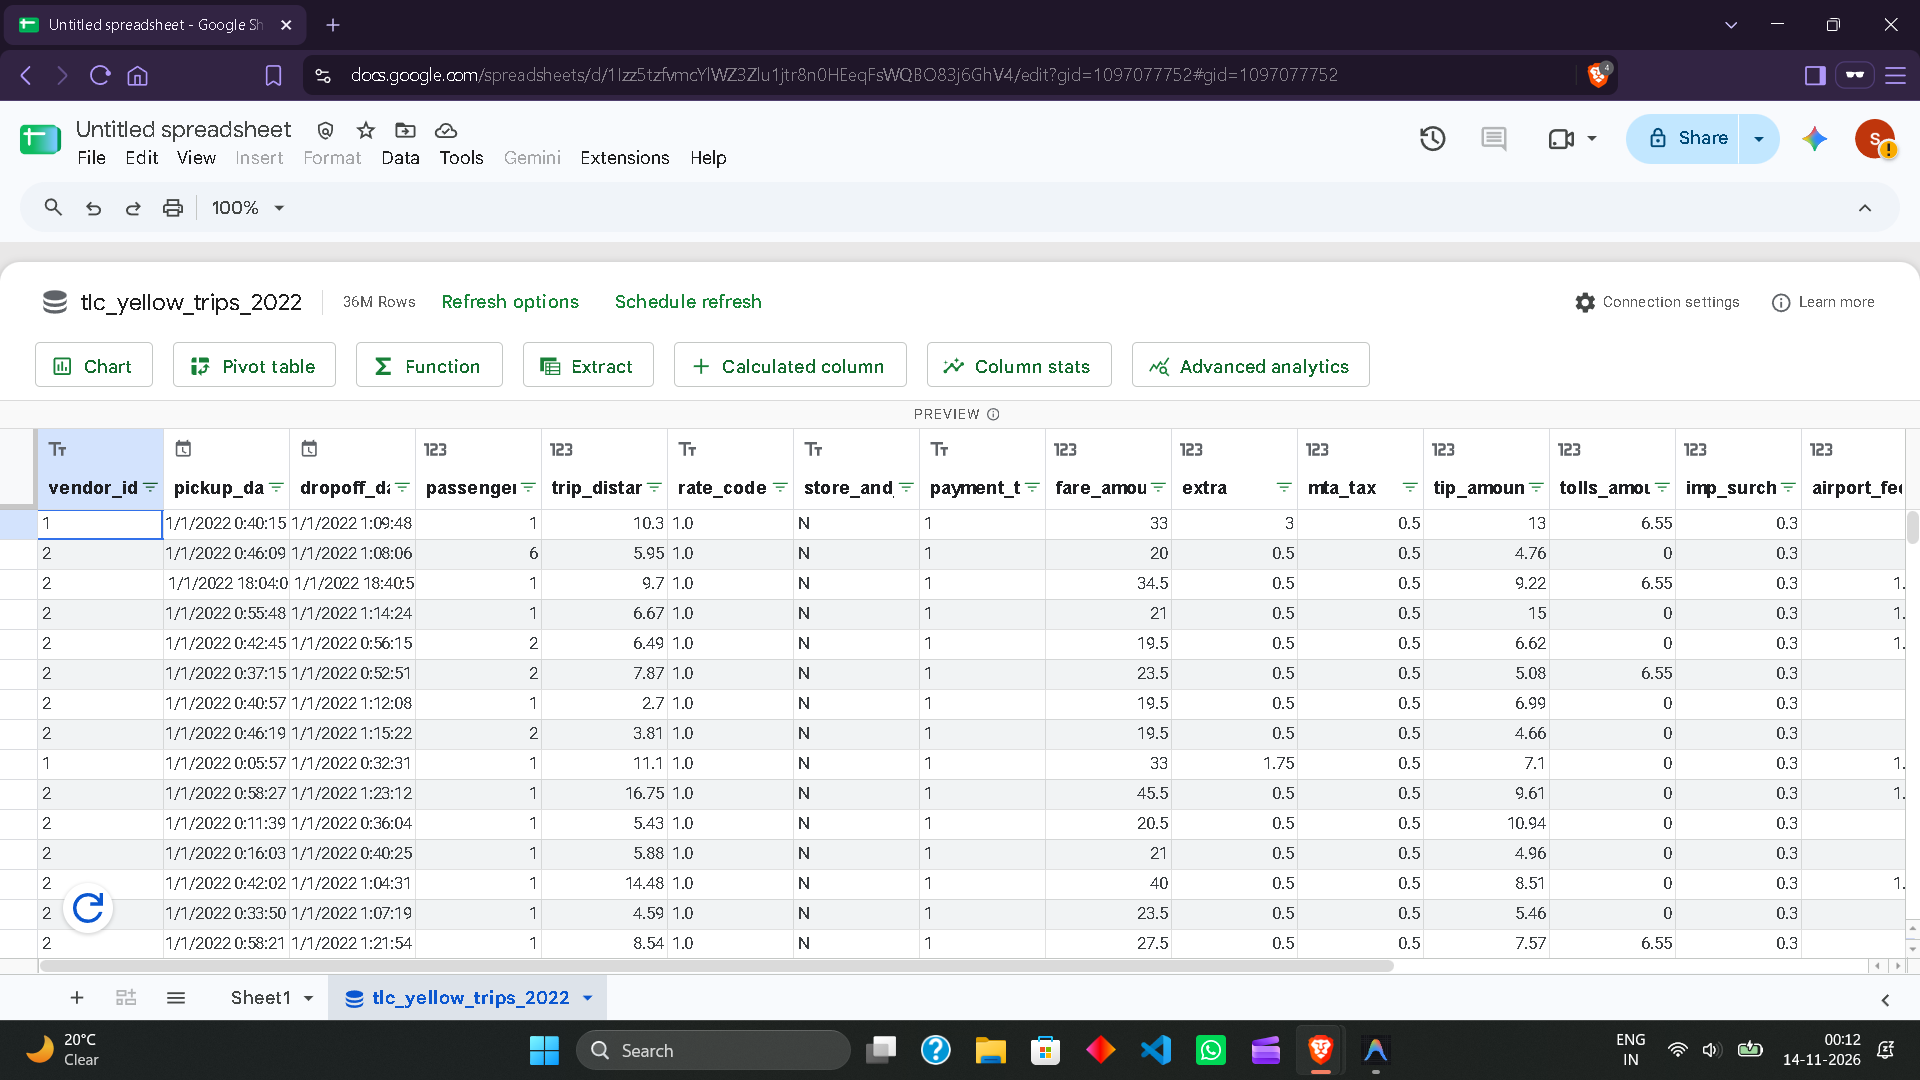 Untitled spreadsheet - Google Sh
docs.google.com/spreadsheets/d/1Izz5tzfvmcYlWZ3Zlu1jtr8n0HEeqFsWQBO83j6GhV4/edit?gid=1097077752#gid=1097077752
4
Untitled spreadsheet
File Edit View Insert Format Data Tools Gemini Extensions Help
Share
S
100%
tlc_yellow_trips_2022 36M Rows Refresh options Schedule refresh Connection settings Learn more
Chart Pivot table Function Extract Calculated column Column stats Advanced analytics
PREVIEW
Tт 123 123 Tт Tт Tт 123 123 123 123 123 123 123
vendor_id pickup_da dropoff_da passenger trip_distar rate_code store_and_ payment_t fare_amou extra mta_tax tip_amoun tolls_amou imp_surch airport_fee
1 1/1/2022 0:40:15 1/1/2022 1:09:48 1 10.3 1.0 N 1 33 3 0.5 13 6.55 0.3
2 1/1/2022 0:46:09 1/1/2022 1:08:06 6 5.95 1.0 N 1 20 0.5 0.5 4.76 0 0.3
2 1/1/2022 18:04:0 1/1/2022 18:40:5 1 9.7 1.0 N 1 34.5 0.5 0.5 9.22 6.55 0.3 1.
2 1/1/2022 0:55:48 1/1/2022 1:14:24 1 6.67 1.0 N 1 21 0.5 0.5 15 0 0.3 1.
2 1/1/2022 0:42:45 1/1/2022 0:56:15 2 6.49 1.0 N 1 19.5 0.5 0.5 6.62 0 0.3 1.
2 1/1/2022 0:37:15 1/1/2022 0:52:51 2 7.87 1.0 N 1 23.5 0.5 0.5 5.08 6.55 0.3
2 1/1/2022 0:40:57 1/1/2022 1:12:08 1 2.7 1.0 N 1 19.5 0.5 0.5 6.99 0 0.3
2 1/1/2022 0:46:19 1/1/2022 1:15:22 2 3.81 1.0 N 1 19.5 0.5 0.5 4.66 0 0.3
1 1/1/2022 0:05:57 1/1/2022 0:32:31 1 11.1 1.0 N 1 33 1.75 0.5 7.1 0 0.3 1.
2 1/1/2022 0:58:27 1/1/2022 1:23:12 1 16.75 1.0 N 1 45.5 0.5 0.5 9.61 0 0.3 1.
2 1/1/2022 0:11:39 1/1/2022 0:36:04 1 5.43 1.0 N 1 20.5 0.5 0.5 10.94 0 0.3
2 1/1/2022 0:16:03 1/1/2022 0:40:25 1 5.88 1.0 N 1 21 0.5 0.5 4.96 0 0.3
2 1/1/2022 0:42:02 1/1/2022 1:04:31 1 14.48 1.0 N 1 40 0.5 0.5 8.51 0 0.3 1.
2 1/1/2022 0:33:50 1/1/2022 1:07:19 1 4.59 1.0 N 1 23.5 0.5 0.5 5.46 0 0.3
2 1/1/2022 0:58:21 1/1/2022 1:21:54 1 8.54 1.0 N 1 27.5 0.5 0.5 7.57 6.55 0.3
Sheet1 tlc_yellow_trips_2022
20°C
Clear
Search
ENG
IN
00:12
14-11-2026